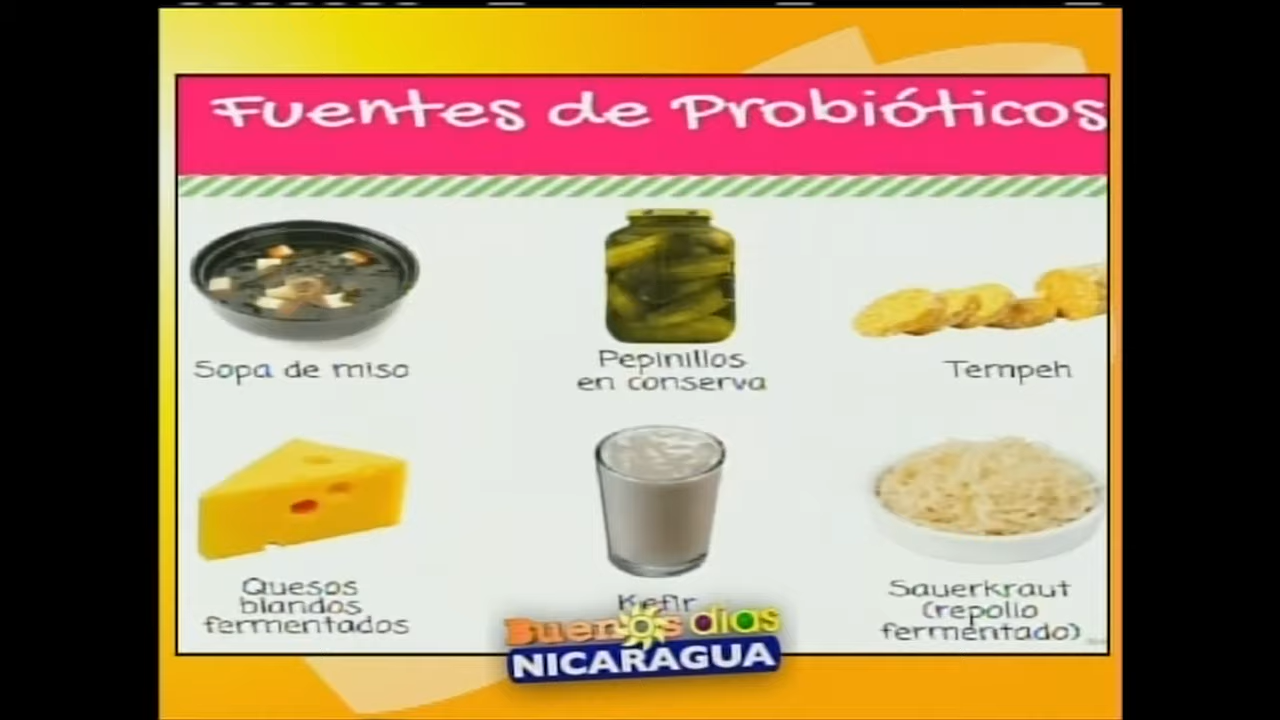 Fuentes de Probióticos
Sopa de miso
Pepinillos
en conserva
Tempeh
Quesos
blandos
fermentados
Kefir
Sauerkraut
(repollo
fermentado)
Buenos días
NICARAGUA